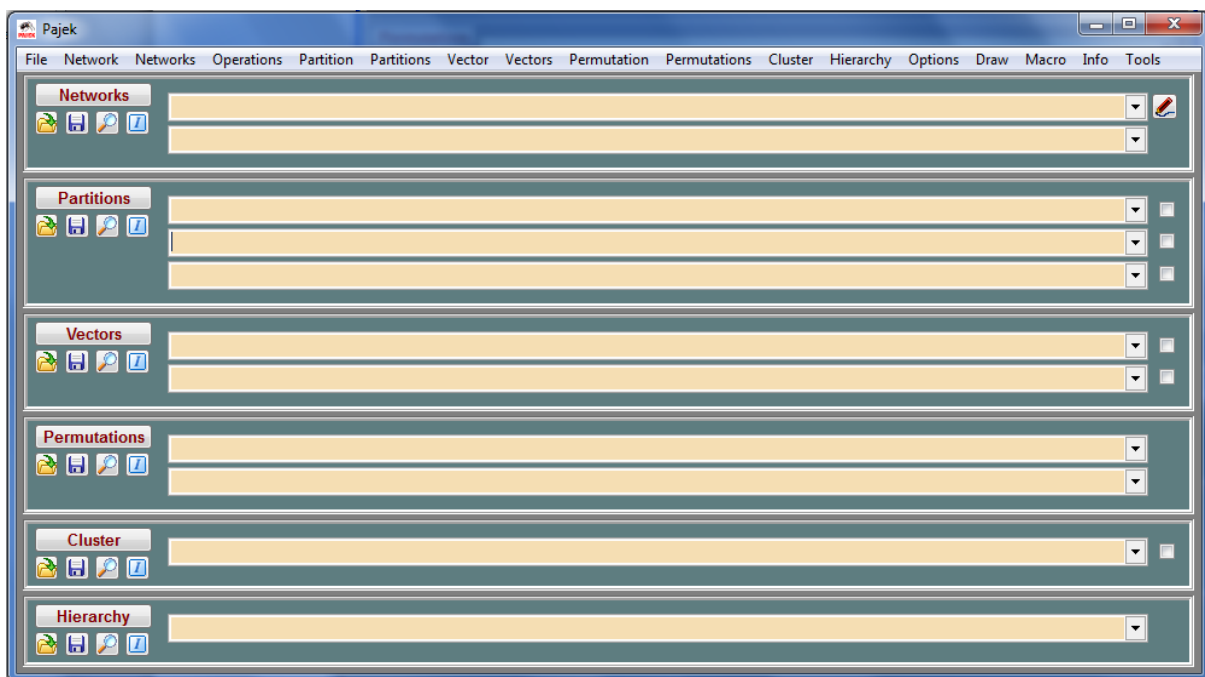 Pajek
File Network Networks Operations Partition Partitions Vector Vectors Permutation Permutations Cluster Hierarchy Options Draw Macro Info Tools
Networks
Partitions
Vectors
Permutations
Cluster
Hierarchy